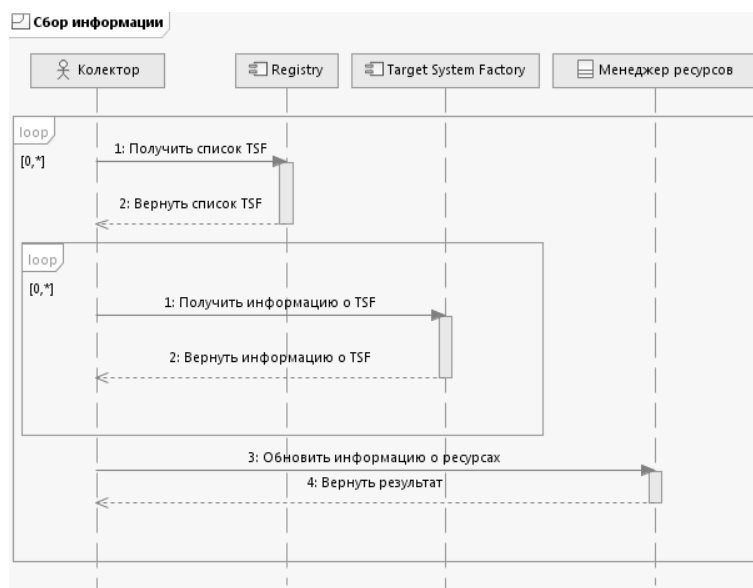 Сбор информации
Колектор
Registry
Target System Factory
Менеджер ресурсов
loop
[0,*]
1: Получить список TSF
2: Вернуть список TSF
loop
[0,*]
1: Получить информацию о TSF
2: Вернуть информацию о TSF
3: Обновить информацию о ресурсах
4: Вернуть результат